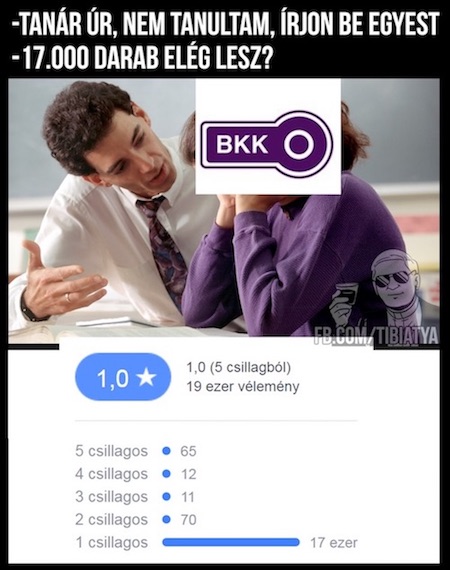 -TANÁR ÚR, NEM TANULTAM, ÍRJON BE EGYEST
-17.000 DARAB ELÉG LESZ?
BKK
FB.COM/TIBIATYA
1,0 ★
1,0 (5 csillagból)
19 ezer vélemény
5 csillagos 65
4 csillagos 12
3 csillagos 11
2 csillagos 70
1 csillagos 17 ezer